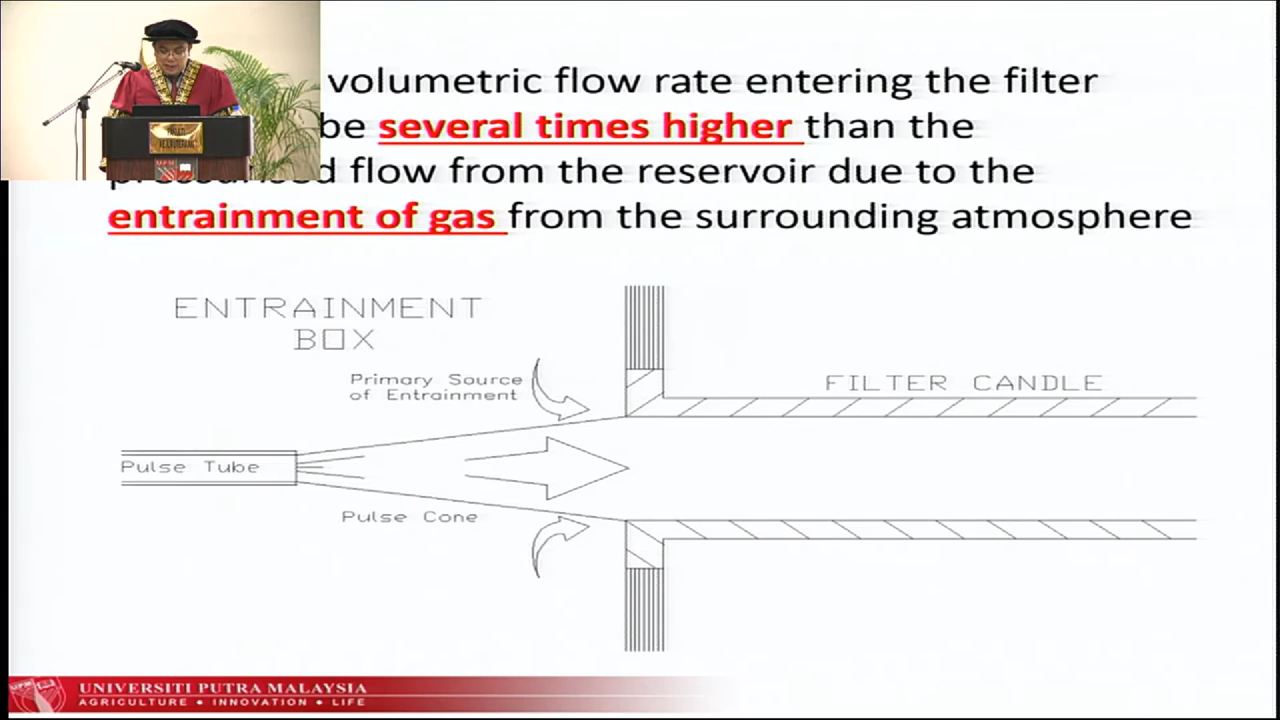 volumetric flow rate entering the filter
be several times higher than the
flow from the reservoir due to the
entrainment of gas from the surrounding atmosphere
ENTRAINMENT
BOX
Primary Source
of Entrainment
FILTER CANDLE
Pulse Tube
Pulse Cone
UNIVERSITI PUTRA MALAYSIA
AGRICULTURE • INNOVATION • LIFE
UPM